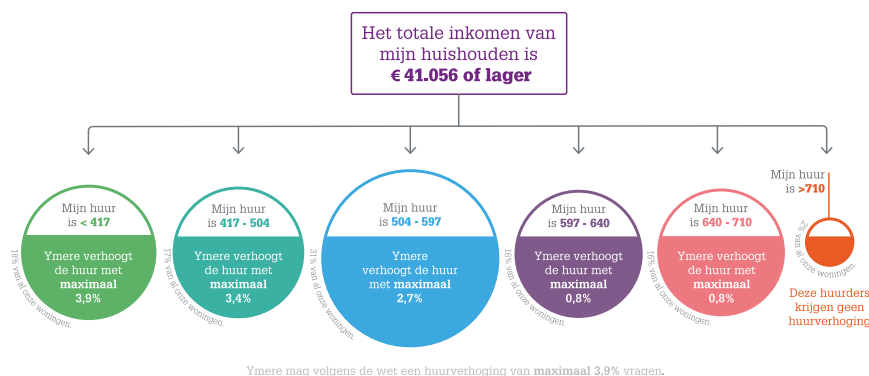 Het totale inkomen van
mijn huishouden is
€ 41.056 of lager
Mijn huur
is < 417
Ymere verhoogt
de huur met
maximaal
3,9%
18% van al onze woningen.
Mijn huur
is 417 - 504
Ymere verhoogt
de huur met
maximaal
3,4%
17% van al onze woningen.
Mijn huur
is 504 - 597
Ymere
verhoogt de huur
met maximaal
2,7%
31% van al onze woningen.
Mijn huur
is 597 - 640
Ymere verhoogt
de huur met
maximaal
0,8%
16% van al onze woningen.
Mijn huur
is 640 - 710
Ymere verhoogt
de huur met
maximaal
0,8%
16% van al onze woningen.
Mijn huur
is >710
2% van al onze woningen.
Deze huurders
krijgen geen
huurverhoging
Ymere mag volgens de wet een huurverhoging van maximaal 3,9% vragen.